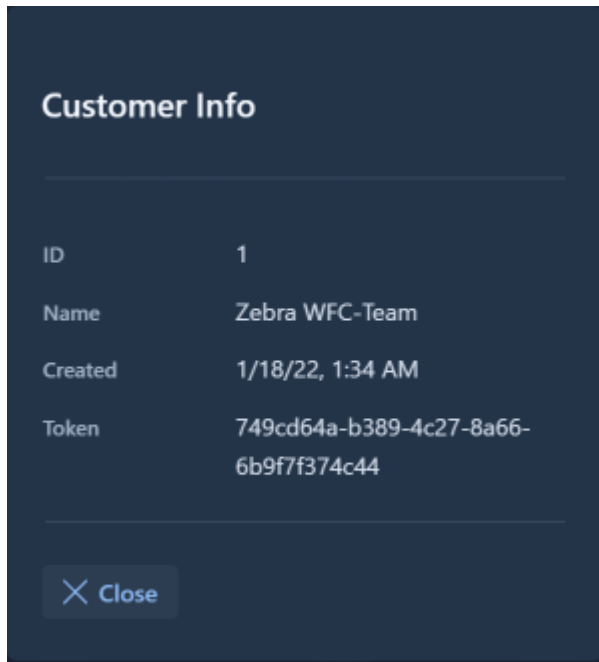 Customer Info
ID 1
Name Zebra WFC-Team
Created 1/18/22, 1:34 AM
Token 749cd64a-b389-4c27-8a66-
6b9f7f374c44
Close